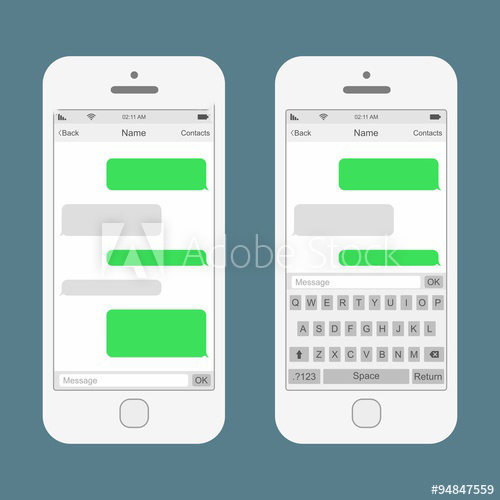 02:11 AM
Back Name Contacts
Message OK
02:11 AM
Back Name Contacts
Message OK
Q W E R T Y U I O P
A S D F G H J K L
Z X C V B N M
.?123 Space Return
Adobe Stock
#94847559